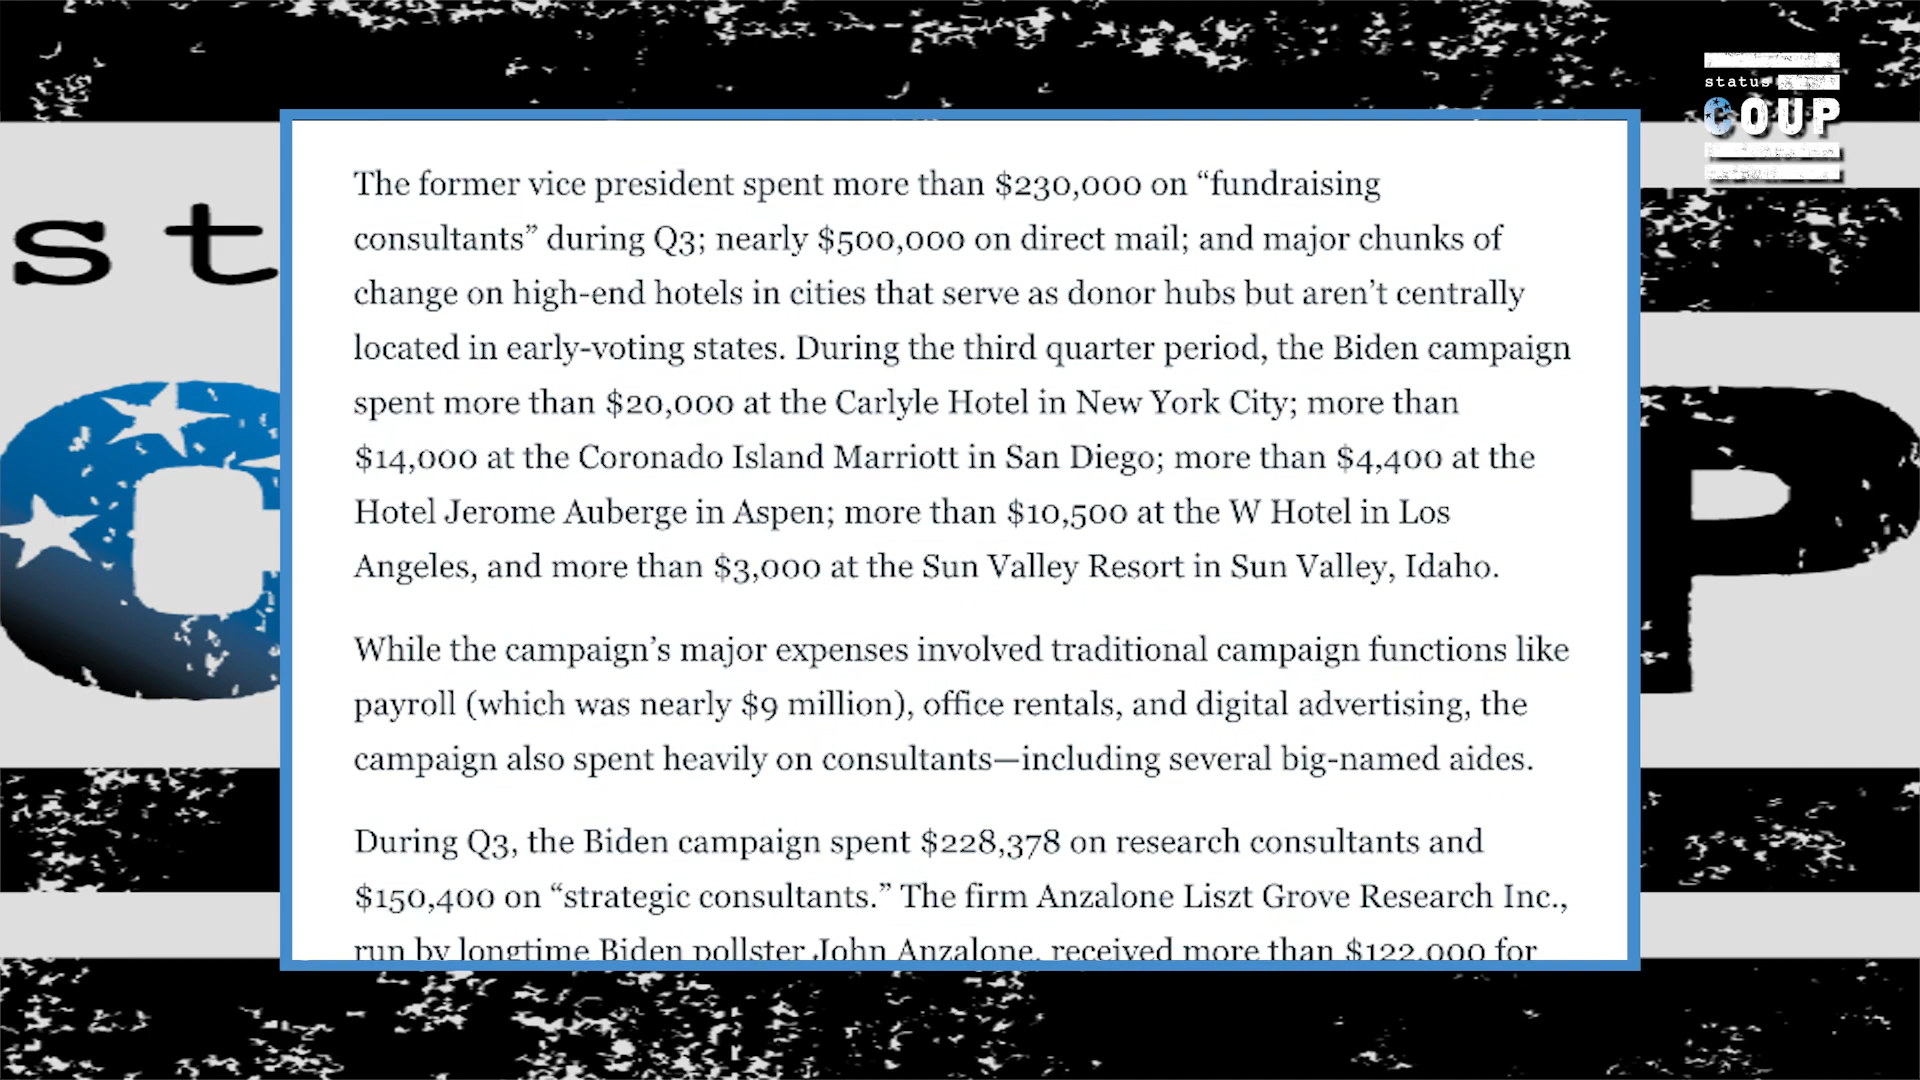 status
COUP
The former vice president spent more than $230,000 on “fundraising
consultants” during Q3; nearly $500,000 on direct mail; and major chunks of
change on high-end hotels in cities that serve as donor hubs but aren’t centrally
located in early-voting states. During the third quarter period, the Biden campaign
spent more than $20,000 at the Carlyle Hotel in New York City; more than
$14,000 at the Coronado Island Marriott in San Diego; more than $4,400 at the
Hotel Jerome Auberge in Aspen; more than $10,500 at the W Hotel in Los
Angeles, and more than $3,000 at the Sun Valley Resort in Sun Valley, Idaho.
While the campaign’s major expenses involved traditional campaign functions like
payroll (which was nearly $9 million), office rentals, and digital advertising, the
campaign also spent heavily on consultants—including several big-named aides.
During Q3, the Biden campaign spent $228,378 on research consultants and
$150,400 on “strategic consultants.” The firm Anzalone Liszt Grove Research Inc.,
run by longtime Biden pollster John Anzalone, received more than $122,000 for
st
C P